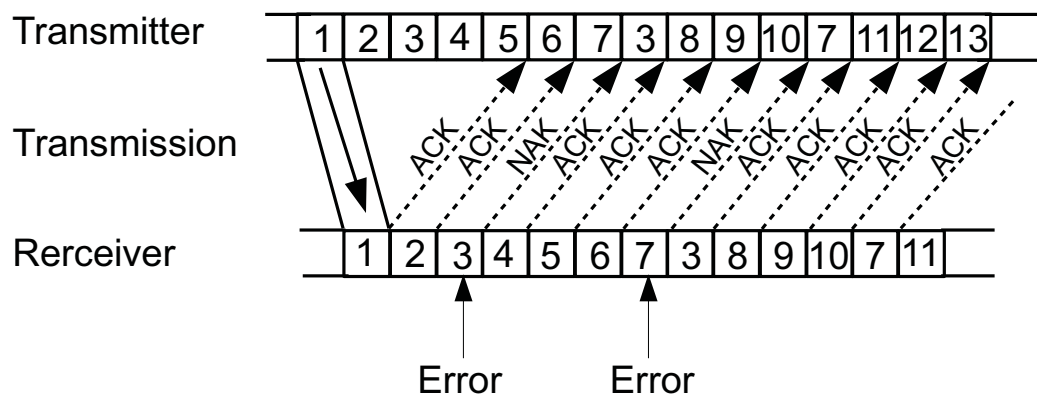 Transmitter
1 2 3 4 5 6 7 3 8 9 10 7 11 12 13
Transmission
ACK ACK NAK ACK ACK ACK NAK ACK ACK ACK ACK ACK
Rerceiver
1 2 3 4 5 6 7 3 8 9 10 7 11
Error Error